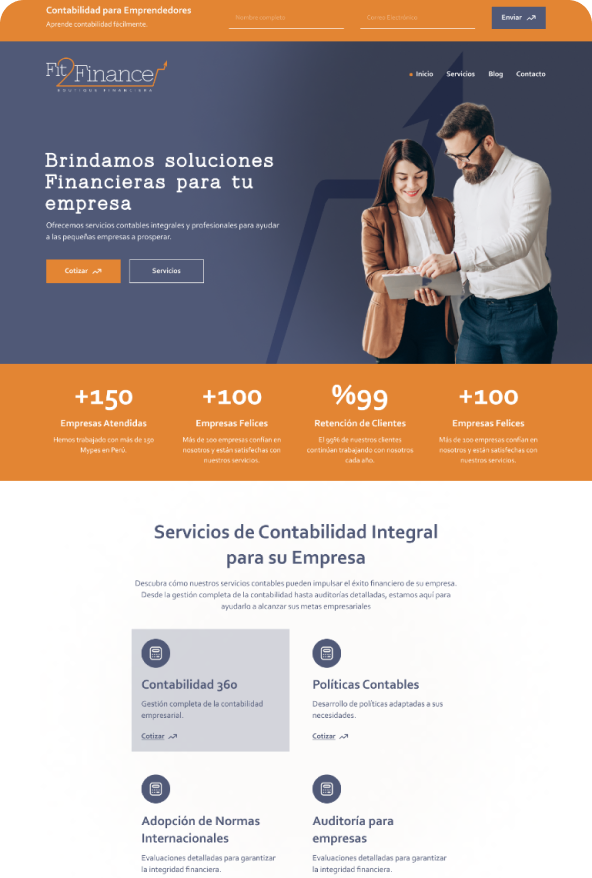 Contabilidad para Emprendedores
Aprende contabilidad fácilmente.
Nombre completo
Correo Electrónico
Enviar
Fit2Finance
BOUTIQUE FINANCIERA
Inicio Servicios Blog Contacto
Brindamos soluciones
Financieras para tu
empresa
Ofrecemos servicios contables integrales y profesionales para ayudar
a las pequeñas empresas a prosperar.
Cotizar
Servicios
+150
Empresas Atendidas
Hemos trabajado con más de 150
Mypes en Perú.
+100
Empresas Felices
Más de 100 empresas confían en
nosotros y están satisfechas con
nuestros servicios.
%99
Retención de Clientes
El 99% de nuestros clientes
continúan trabajando con nosotros
cada año.
+100
Empresas Felices
Más de 100 empresas confían en
nosotros y están satisfechas con
nuestros servicios.
Servicios de Contabilidad Integral
para su Empresa
Descubra cómo nuestros servicios contables pueden impulsar el éxito financiero de su empresa.
Desde la gestión completa de la contabilidad hasta auditorías detalladas, estamos aquí para
ayudarlo a alcanzar sus metas empresariales
Contabilidad 360
Gestión completa de la contabilidad
empresarial.
Cotizar
Políticas Contables
Desarrollo de políticas adaptadas a sus
necesidades.
Cotizar
Adopción de Normas
Internacionales
Evaluaciones detalladas para garantizar
la integridad financiera.
Auditoría para
empresas
Evaluaciones detalladas para garantizar
la integridad financiera.